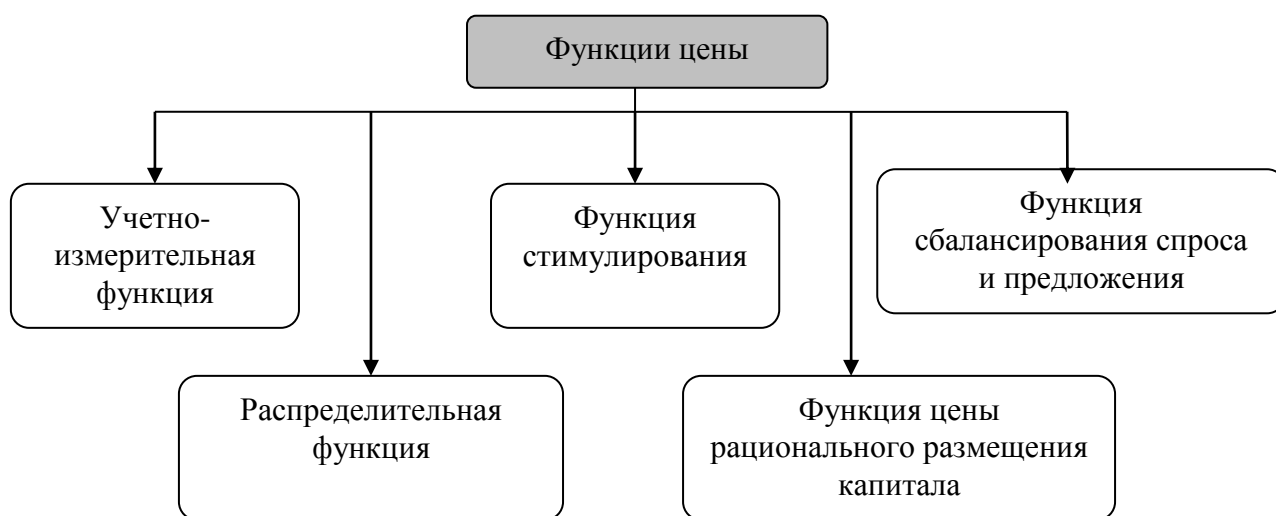 Функции цены
Учетно-
измерительная
функция
Функция
стимулирования
Функция
сбалансирования спроса
и предложения
Распределительная
функция
Функция цены
рационального размещения
капитала